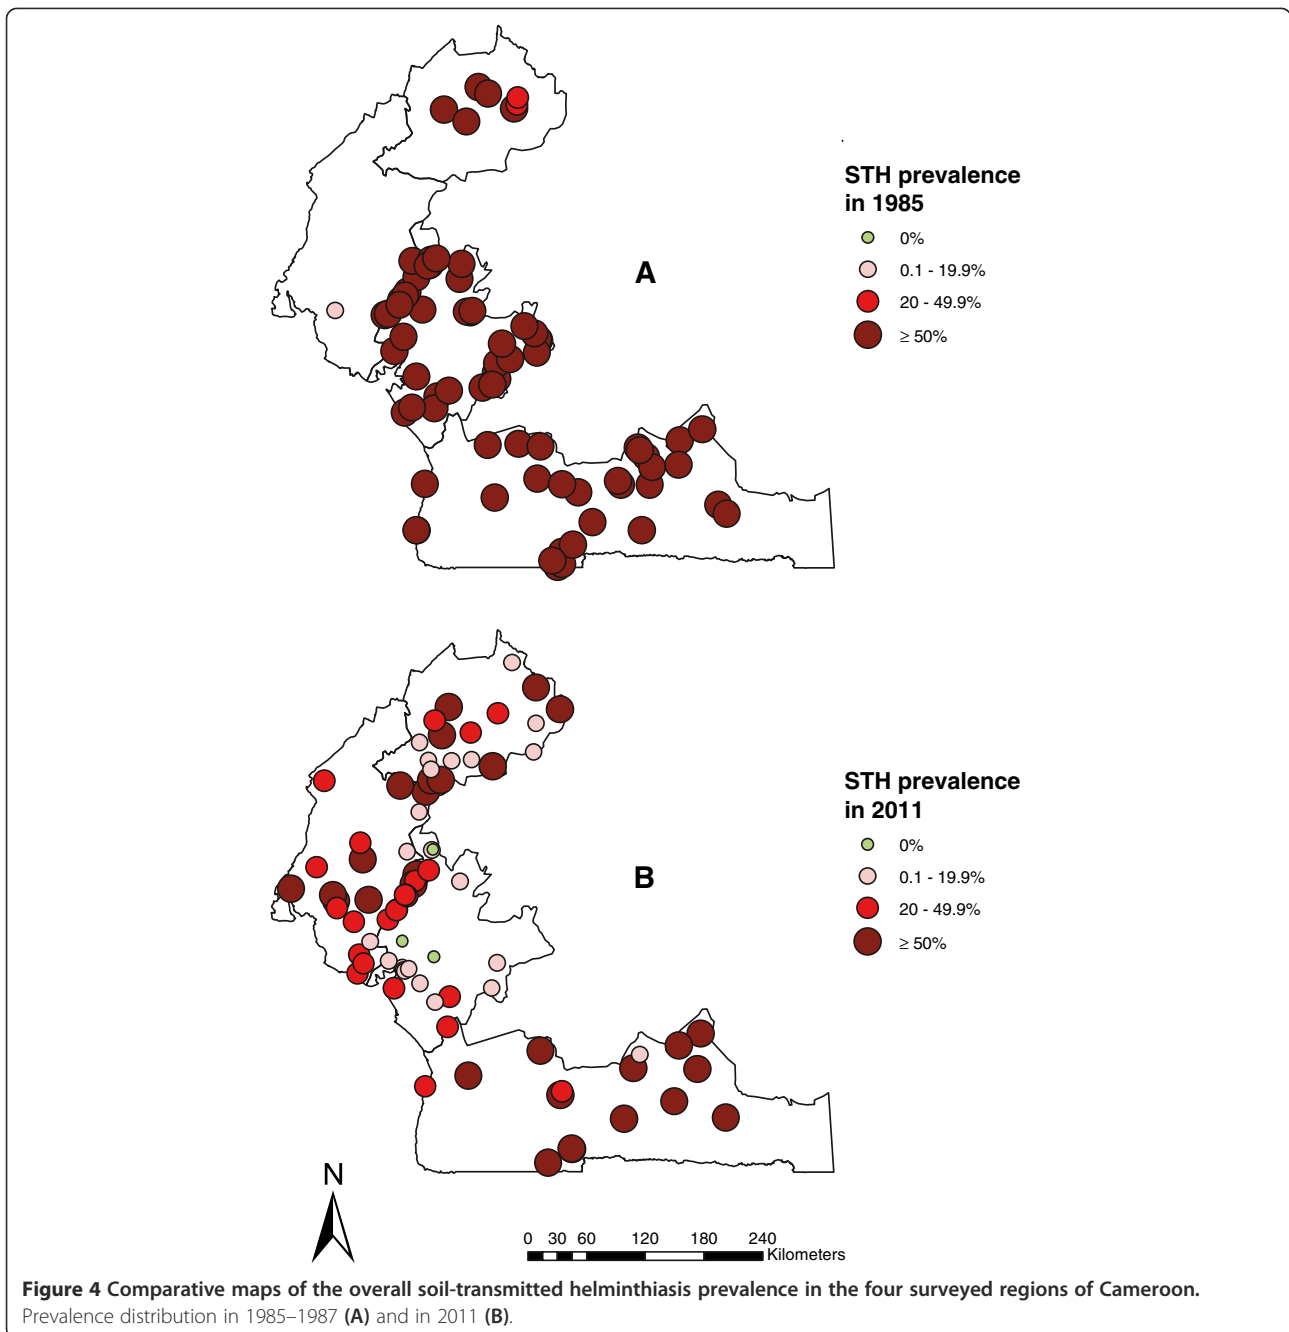 STH prevalence
in 1985
0%
0.1 - 19.9%
20 - 49.9%
≥ 50%
A
STH prevalence
in 2011
0%
0.1 - 19.9%
20 - 49.9%
≥ 50%
B
N
0 30 60 120 180 240
Kilometers
Figure 4 Comparative maps of the overall soil-transmitted helminthiasis prevalence in the four surveyed regions of Cameroon.
Prevalence distribution in 1985–1987 (A) and in 2011 (B).